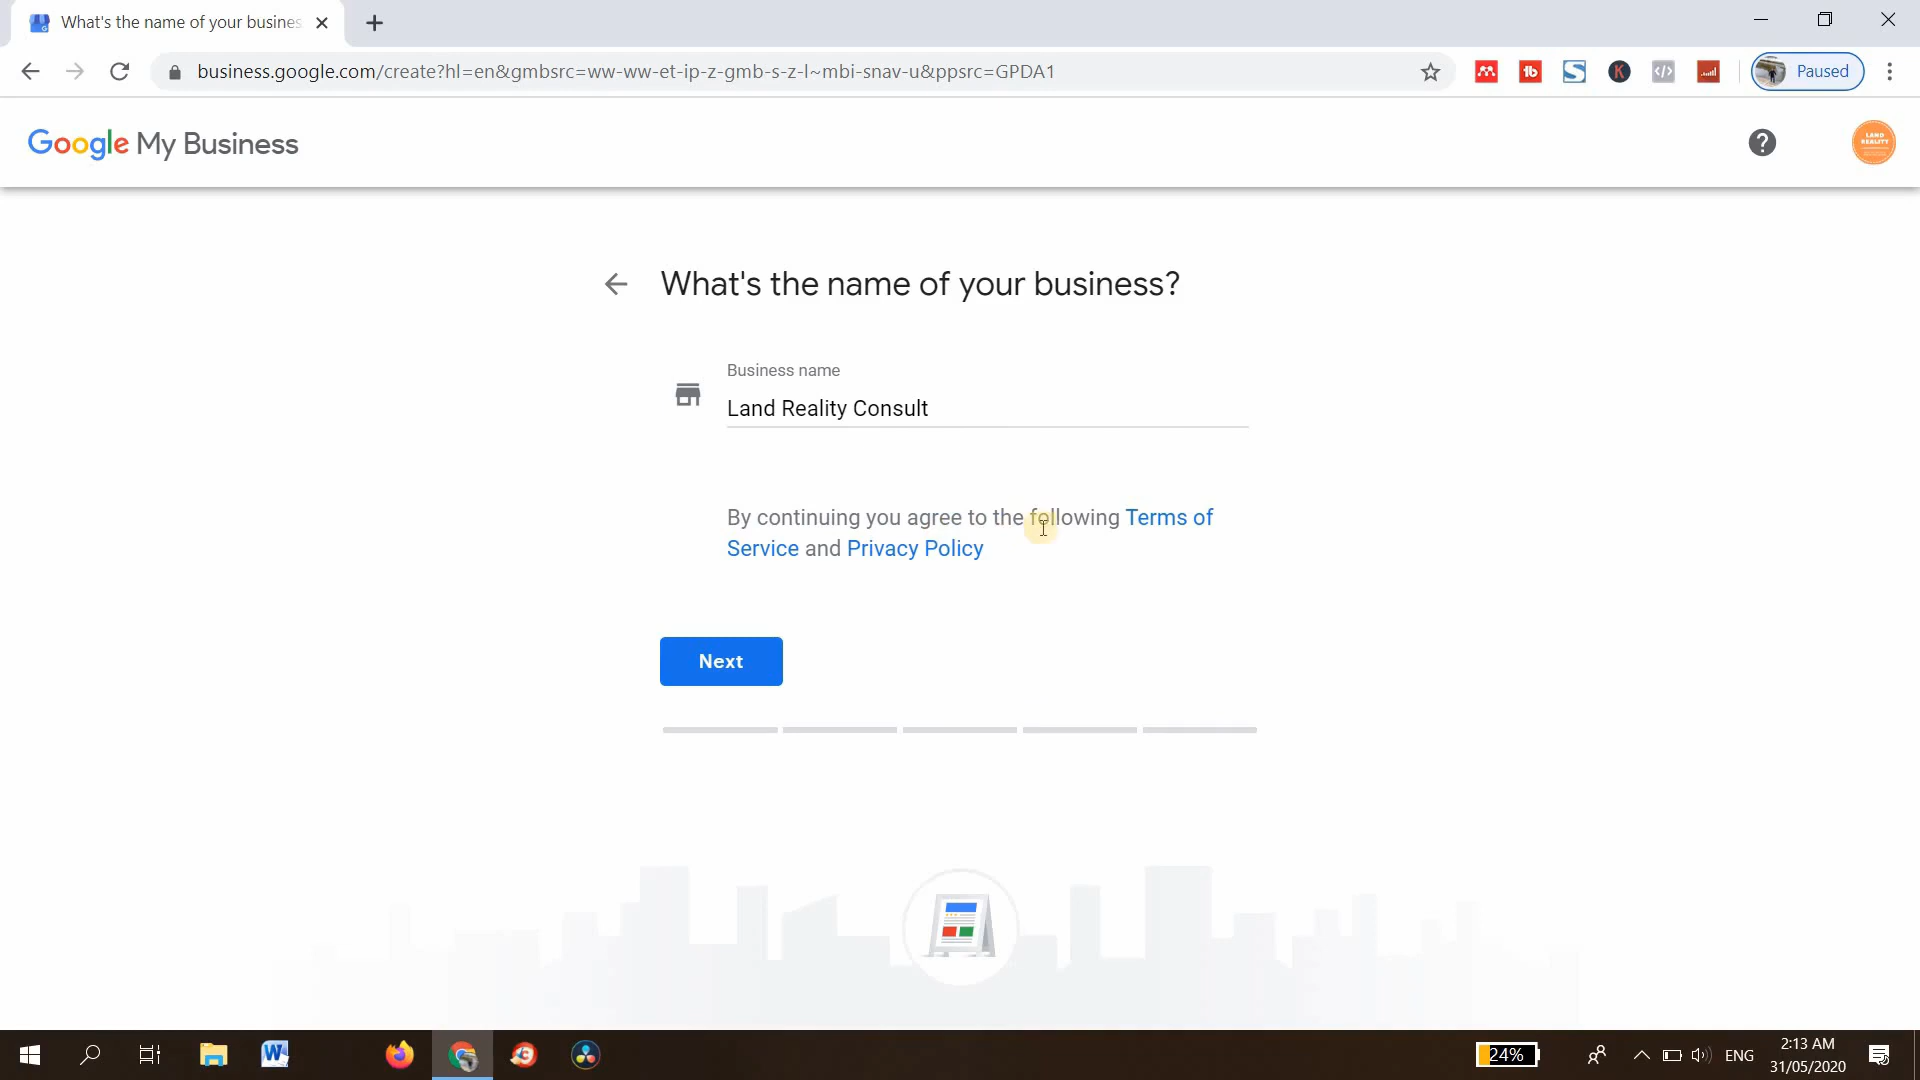 What's the name of your busines
business.google.com/create?hl=en&gmbsrc=ww-ww-et-ip-z-gmb-s-z-l~mbi-snav-u&ppsrc=GPDA1
Paused
Google My Business
LAND
REALITY
What's the name of your business?
Business name
Land Reality Consult
By continuing you agree to the following Terms of
Service and Privacy Policy
Next
24%
ENG
2:13 AM
31/05/2020